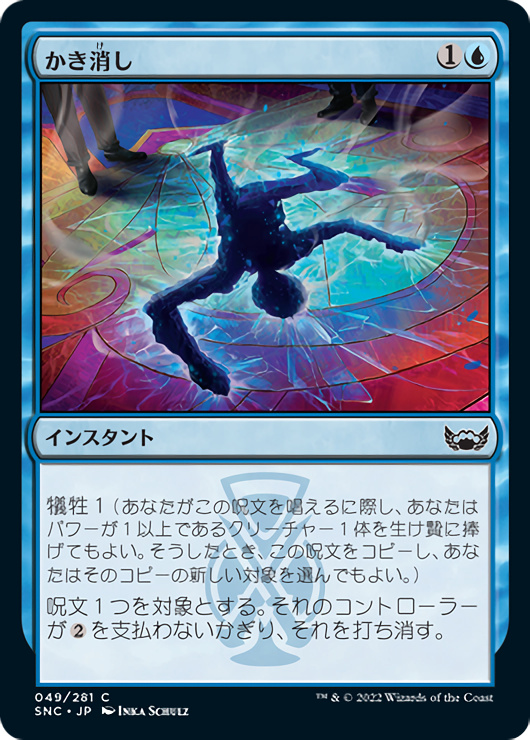 かき消し 1
インスタント
犠牲1（あなたがこの呪文を唱えるに際し、あなたは
パワーが1以上であるクリーチャー1体を生け贄に捧
げてもよい。そうしたとき、この呪文をコピーし、あな
たはそのコピーの新しい対象を選んでもよい。）
呪文1つを対象とする。それのコントローラー
が2を支払わないかぎり、それを打ち消す。
049/281 C
SNC • JP Inka Schulz
™ & © 2022 Wizards of the Coast